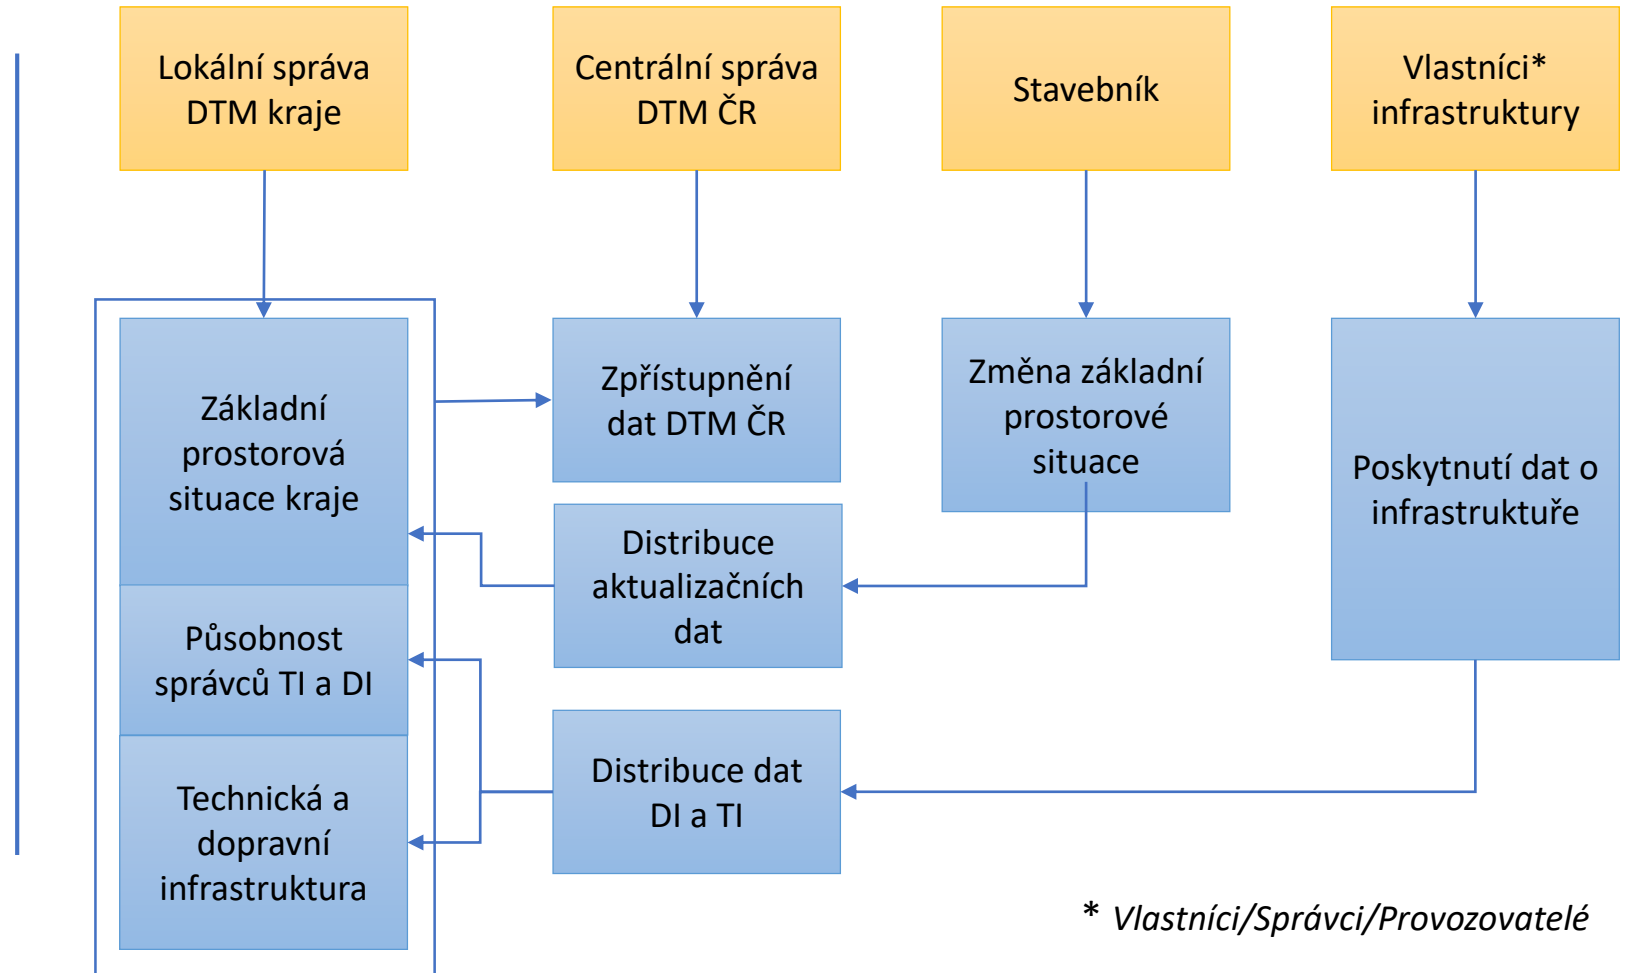 Lokální správa
DTM kraje
Centrální správa
DTM ČR
Stavebník
Vlastníci*
infrastruktury
Základní
prostorová
situace kraje
Zpřístupnění
dat DTM ČR
Změna základní
prostorové
situace
Poskytnutí dat o
infrastruktuře
Distribuce
aktualizačních
dat
Působnost
správců TI a DI
Distribuce dat
DI a TI
Technická a
dopravní
infrastruktura
* Vlastníci/Správci/Provozovatelé